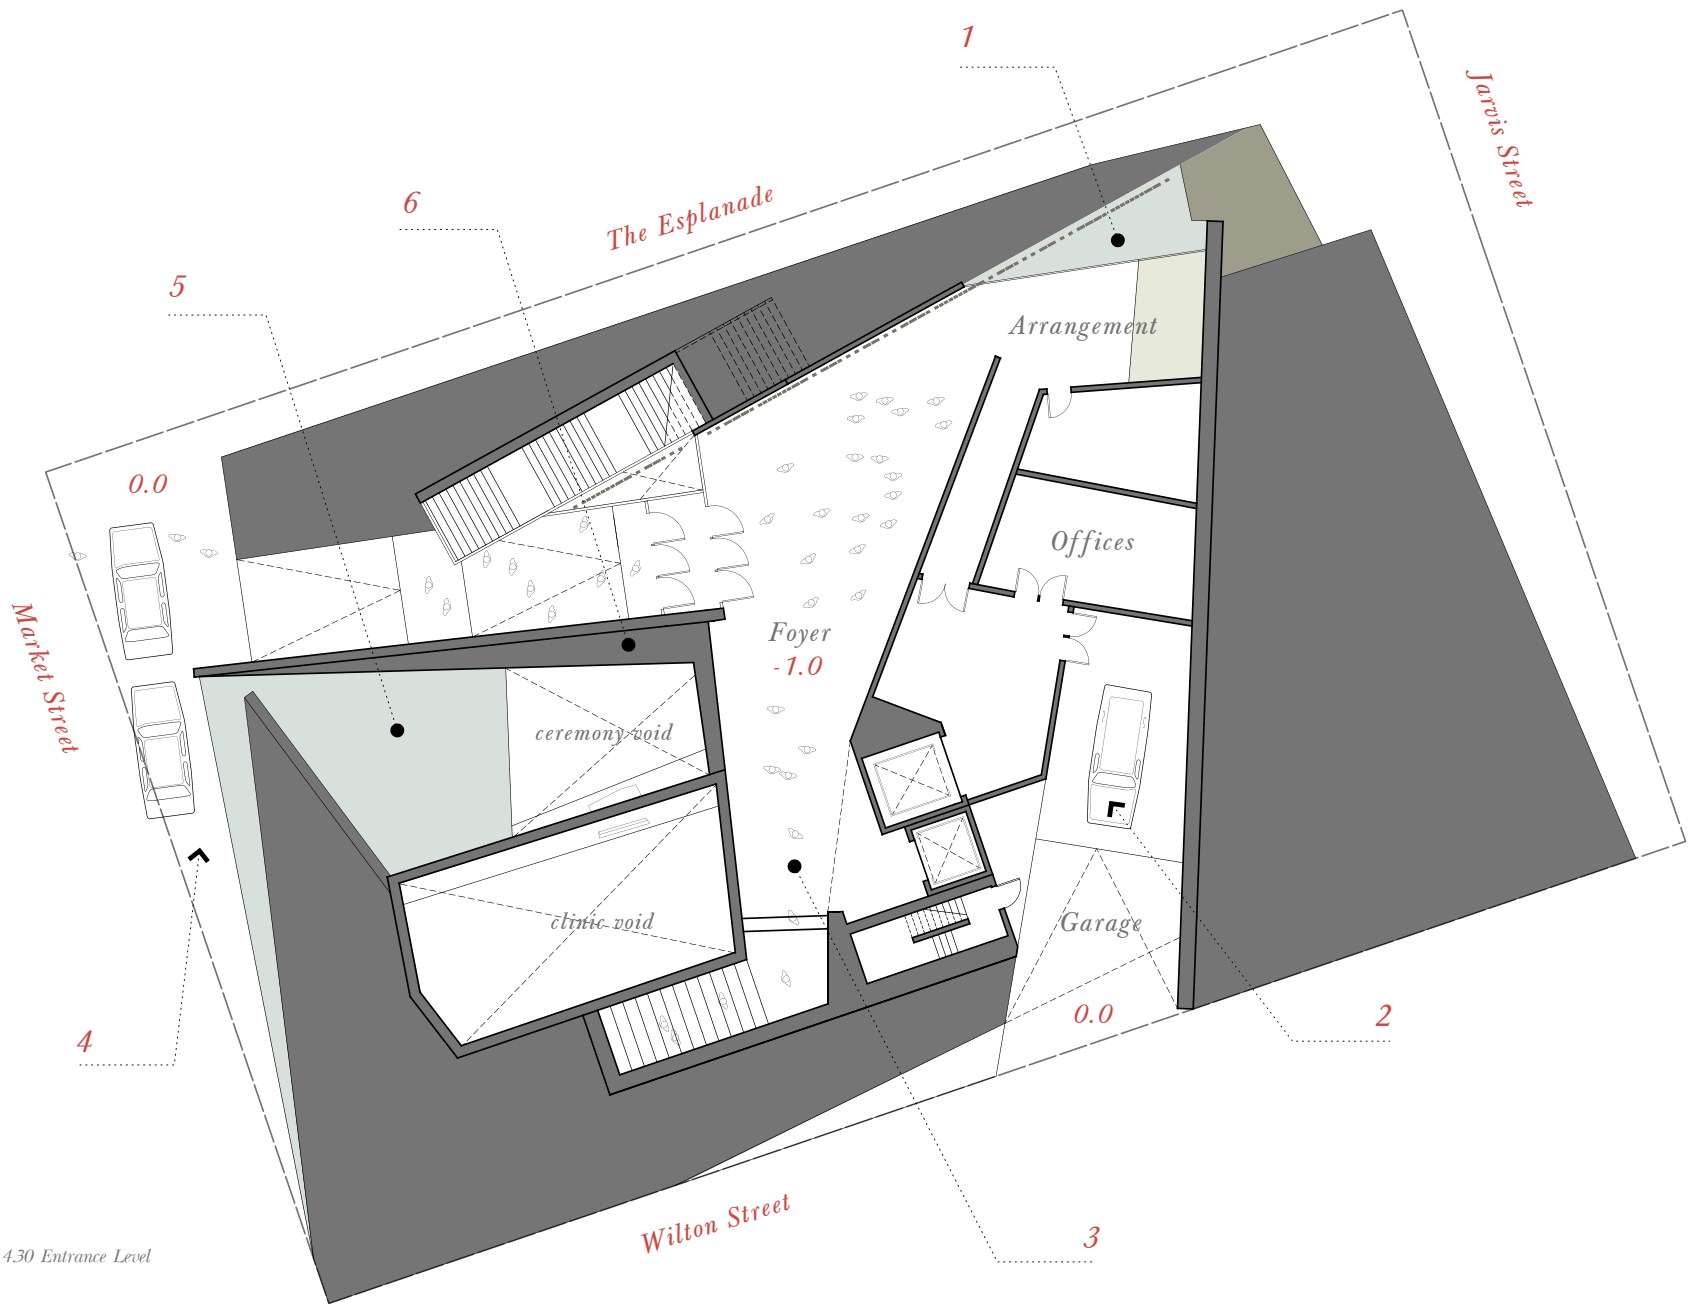 1
Jarvis Street
6
The Esplanade
5
Arrangement
0.0
Offices
Market Street
Foyer
-1.0
ceremony void
clinic void
Garage
0.0
2
4
Wilton Street
3
4.30 Entrance Level